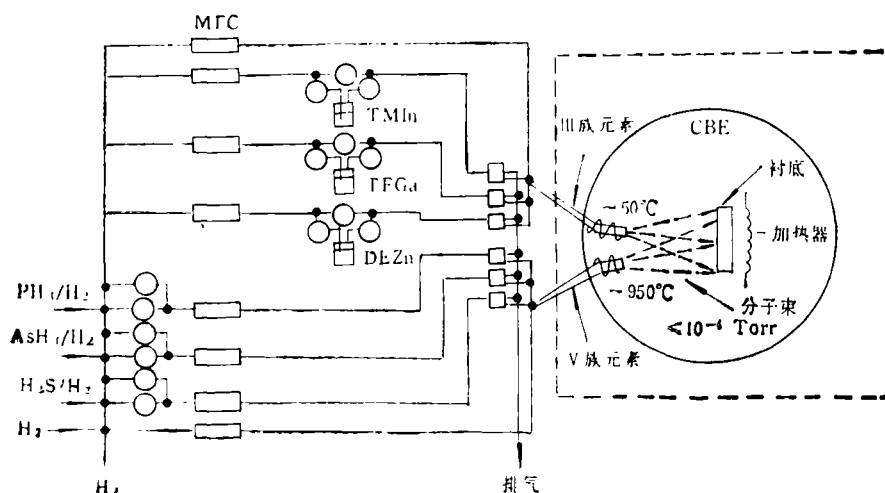 MFC
TMIn
III族元素
CBE
衬底
~50℃
TEGa
加热器
DEZn
PH₃/H₂
~950℃
分子束
AsH₃/H₂
≤10⁻⁶ Torr
V族元素
H₂S/H₂
H₂
H₂
排气